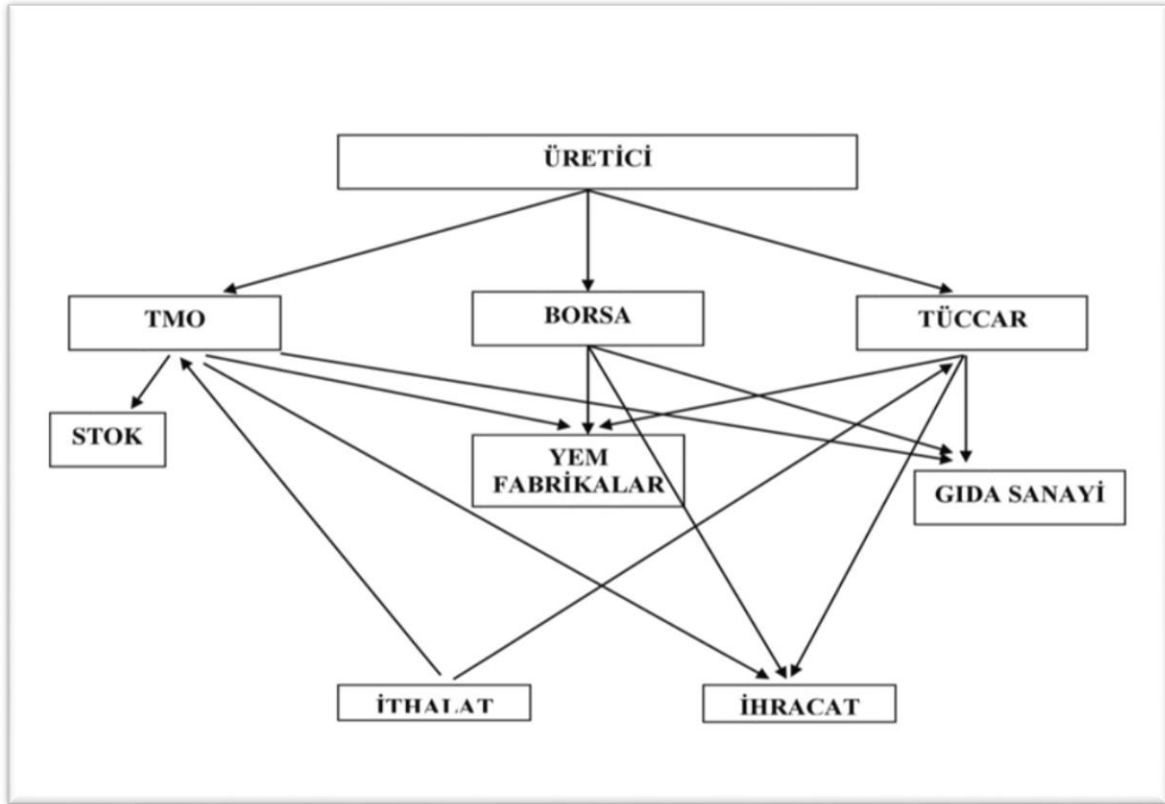 ÜRETİCİ
TMO
BORSA
TÜCCAR
STOK
YEM
FABRİKALAR
GIDA SANAYİ
İTHALAT
İHRACAT